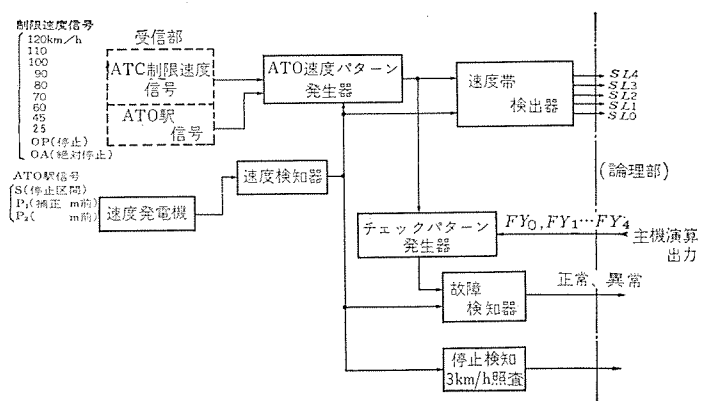 制限速度信号
120km/h
110
100
90
80
70
60
45
25
OP(停止)
OA(絶対停止)
ATO駅信号
S(停止区間)
P₁(補正 m前)
P₂( m前)
受信部
ATC制限速度
信号
ATO駅
信号
ATO速度パターン
発生器
速度帯
検出器
SL4
SL3
SL2
SL1
SL0
(論理部)
速度発電機
速度検知器
チェックパターン
発生器
FY₀,FY₁…FY₄
主機演算
出力
故障
検知器
正常、異常
停止検知
3km/h照査